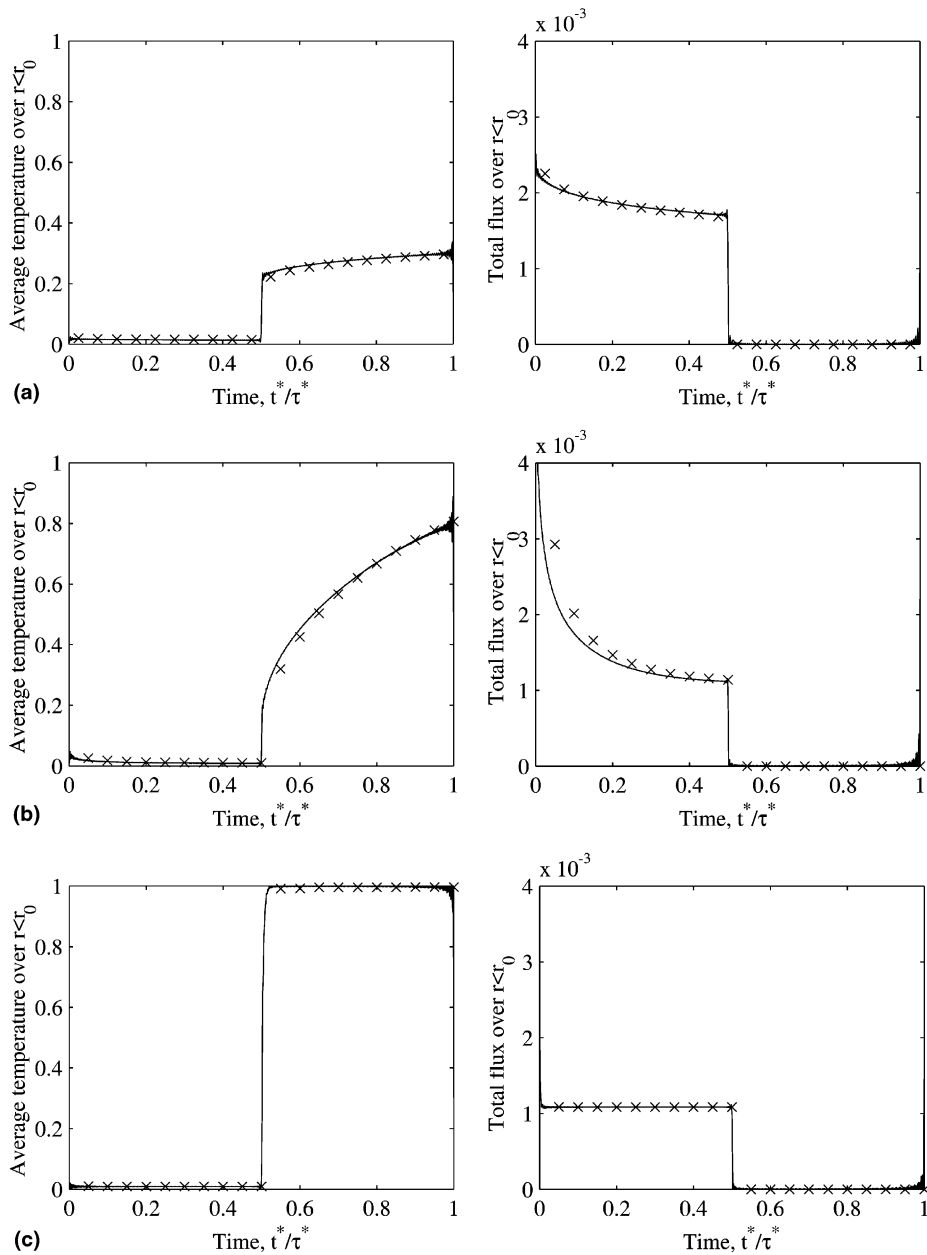 Average temperature over r<r0
1
0.8
0.6
0.4
0.2
0
0 0.2 0.4 0.6 0.8 1
Time, t*/τ*
(a)
x 10-3
Total flux over r<r0
4
3
2
1
0
0 0.2 0.4 0.6 0.8 1
Time, t*/τ*
Average temperature over r<r0
1
0.8
0.6
0.4
0.2
0
0 0.2 0.4 0.6 0.8 1
Time, t*/τ*
(b)
x 10-3
Total flux over r<r0
4
3
2
1
0
0 0.2 0.4 0.6 0.8 1
Time, t*/τ*
Average temperature over r<r0
1
0.8
0.6
0.4
0.2
0
0 0.2 0.4 0.6 0.8 1
Time, t*/τ*
(c)
x 10-3
Total flux over r<r0
4
3
2
1
0
0 0.2 0.4 0.6 0.8 1
Time, t*/τ*